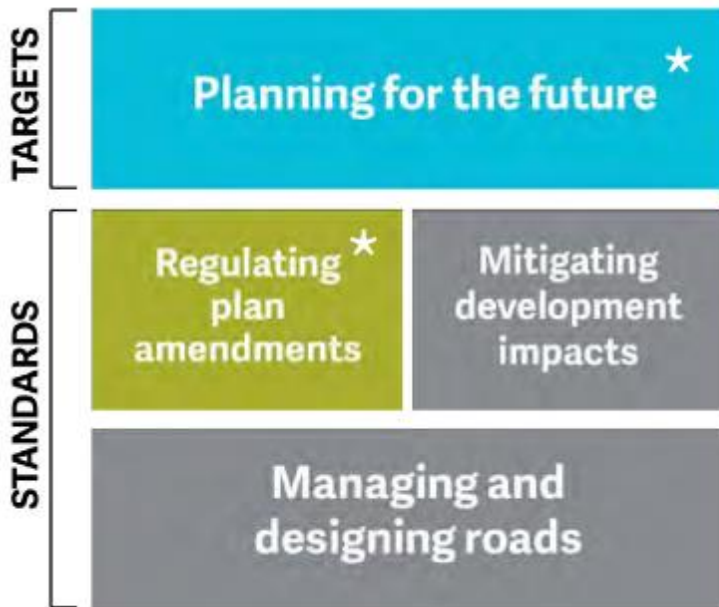 TARGETS
Planning for the future *
STANDARDS
Regulating *
plan
amendments
Mitigating
development
impacts
Managing and
designing roads